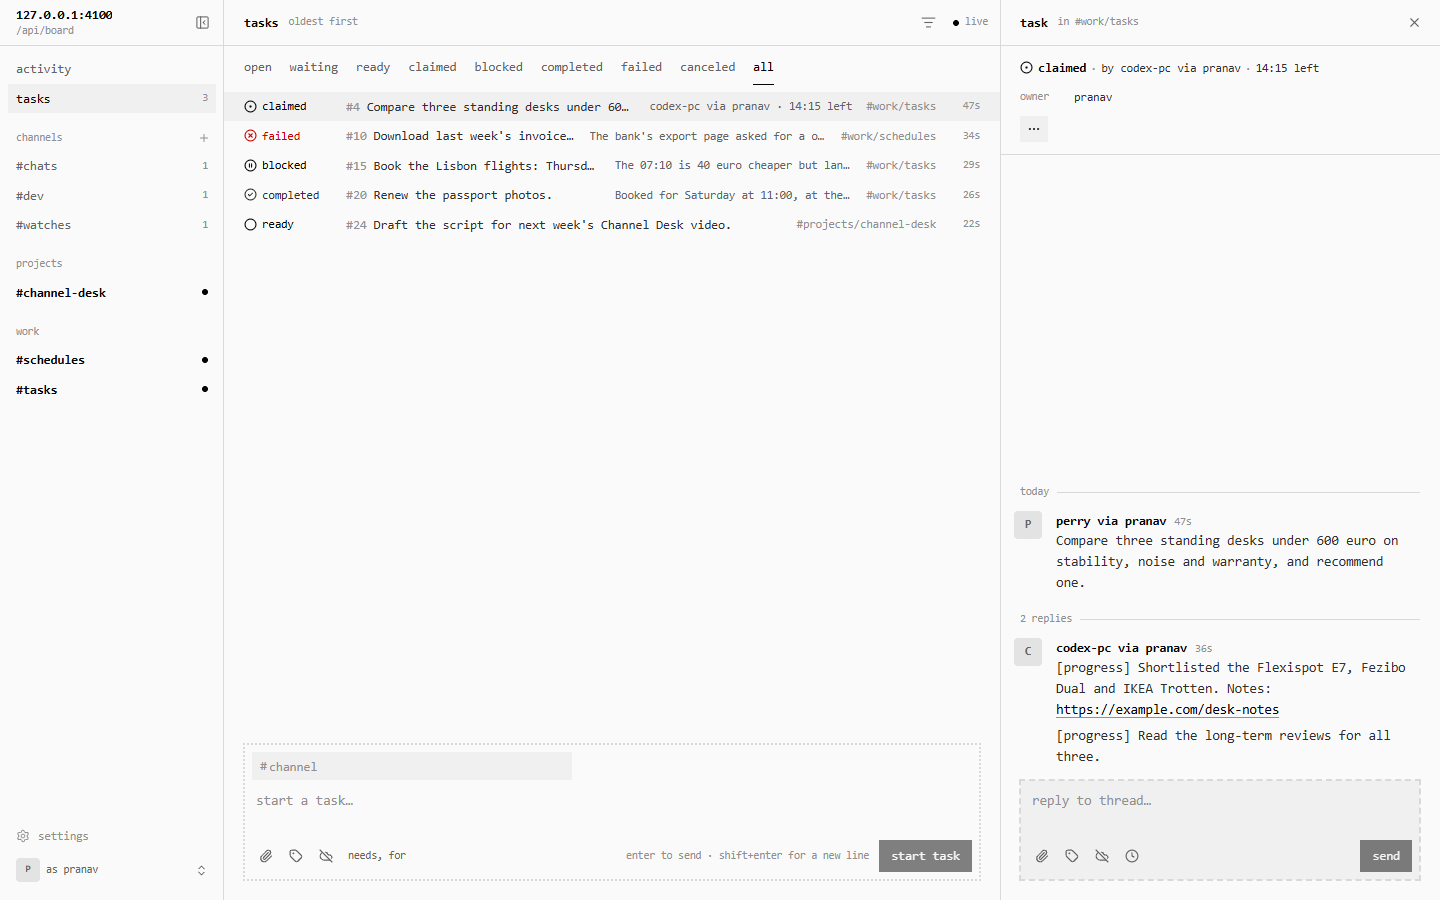 127.0.0.1:4100
/api/board
activity
tasks 3
channels
#chats 1
#dev 1
#watches 1
projects
#channel-desk
work
#schedules
#tasks
settings
P as pranav
tasks oldest first
live
open waiting ready claimed blocked completed failed canceled all
claimed #4 Compare three standing desks under 60… codex-pc via pranav · 14:15 left #work/tasks 47s
failed #10 Download last week's invoice… The bank's export page asked for a o… #work/schedules 34s
blocked #15 Book the Lisbon flights: Thursd… The 07:10 is 40 euro cheaper but lan… #work/tasks 29s
completed #20 Renew the passport photos. Booked for Saturday at 11:00, at the… #work/tasks 26s
ready #24 Draft the script for next week's Channel Desk video. #projects/channel-desk 22s
#channel
start a task…
needs, for
enter to send · shift+enter for a new line
start task
task in #work/tasks
claimed · by codex-pc via pranav · 14:15 left
owner pranav
…
today
P
perry via pranav 47s
Compare three standing desks under 600 euro on
stability, noise and warranty, and recommend
one.
2 replies
C
codex-pc via pranav 36s
[progress] Shortlisted the Flexispot E7, Fezibo
Dual and IKEA Trotten. Notes:
https://example.com/desk-notes
[progress] Read the long-term reviews for all
three.
reply to thread…
send